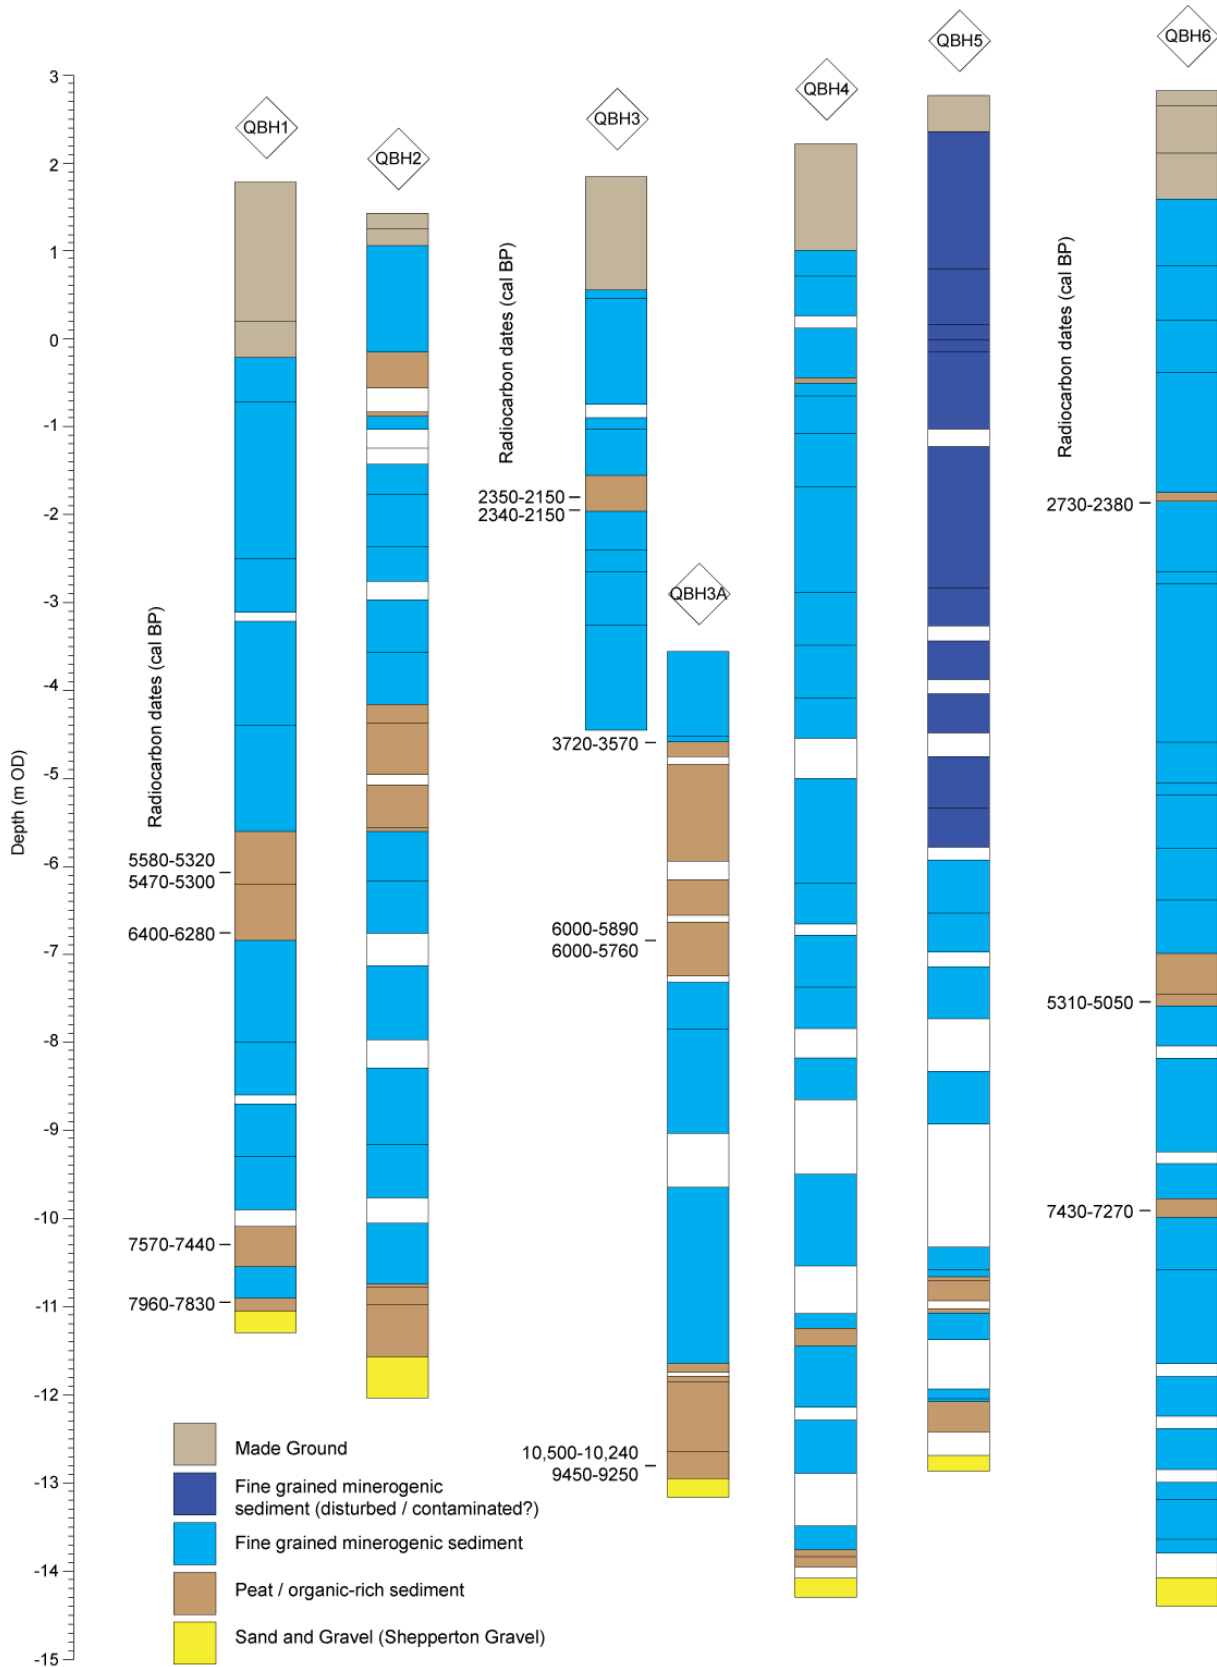 QBH1
QBH2
QBH3
QBH3A
QBH4
QBH5
QBH6
3
2
1
0
-1
-2
-3
-4
-5
-6
-7
-8
-9
-10
-11
-12
-13
-14
-15
Depth (m OD)
Radiocarbon dates (cal BP)
5580-5320
5470-5300
6400-6280
7570-7440
7960-7830
Radiocarbon dates (cal BP)
2350-2150
2340-2150
3720-3570
6000-5890
6000-5760
10,500-10,240
9450-9250
Radiocarbon dates (cal BP)
2730-2380
5310-5050
7430-7270
Made Ground
Fine grained minerogenic
sediment (disturbed / contaminated?)
Fine grained minerogenic sediment
Peat / organic-rich sediment
Sand and Gravel (Shepperton Gravel)